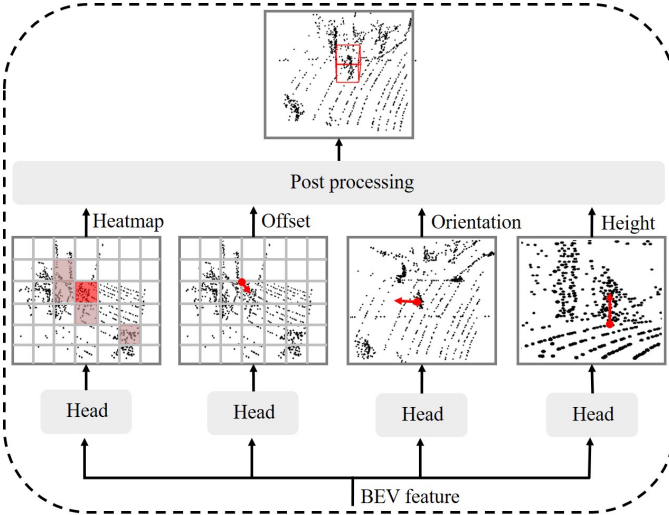 Post processing
Heatmap
Offset
Orientation
Height
Head
Head
Head
Head
BEV feature